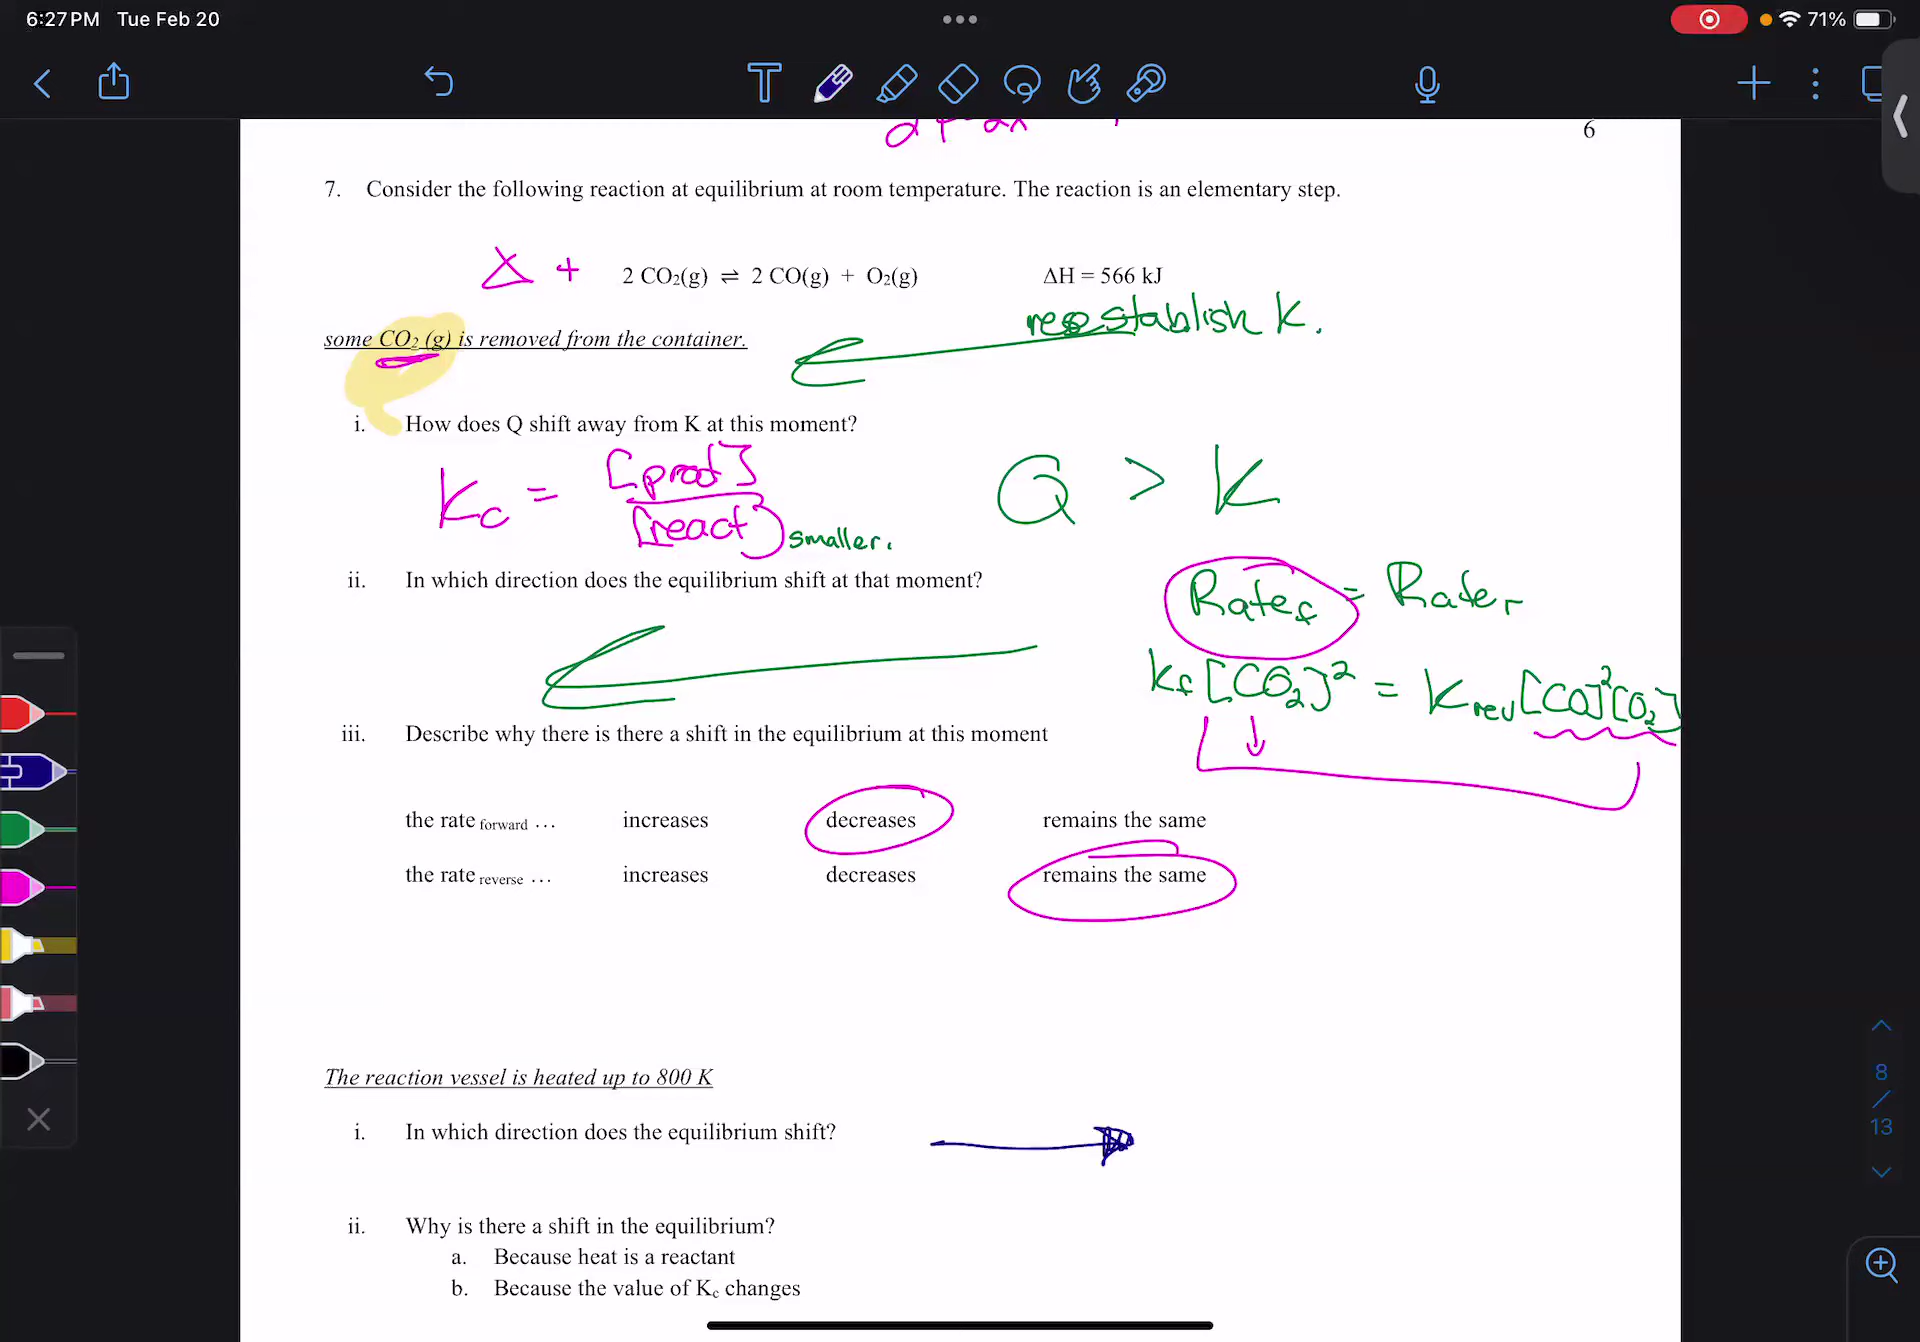 6:27 PM Tue Feb 20
71%
6
7. Consider the following reaction at equilibrium at room temperature. The reaction is an elementary step.
Δ + 2 CO₂(g) ⇌ 2 CO(g) + O₂(g) ΔH = 566 kJ
reestablish K.
some CO₂ (g) is removed from the container.
i. How does Q shift away from K at this moment?
Kc = [prod] / [react] smaller.
Q > K
ii. In which direction does the equilibrium shift at that moment?
Rate f = Rate r
kf [CO₂]² = K rev [CO]² [O₂]
iii. Describe why there is there a shift in the equilibrium at this moment
the rate forward … increases decreases remains the same
the rate reverse … increases decreases remains the same
The reaction vessel is heated up to 800 K
i. In which direction does the equilibrium shift?
ii. Why is there a shift in the equilibrium?
a. Because heat is a reactant
b. Because the value of Kc changes
8
/
13